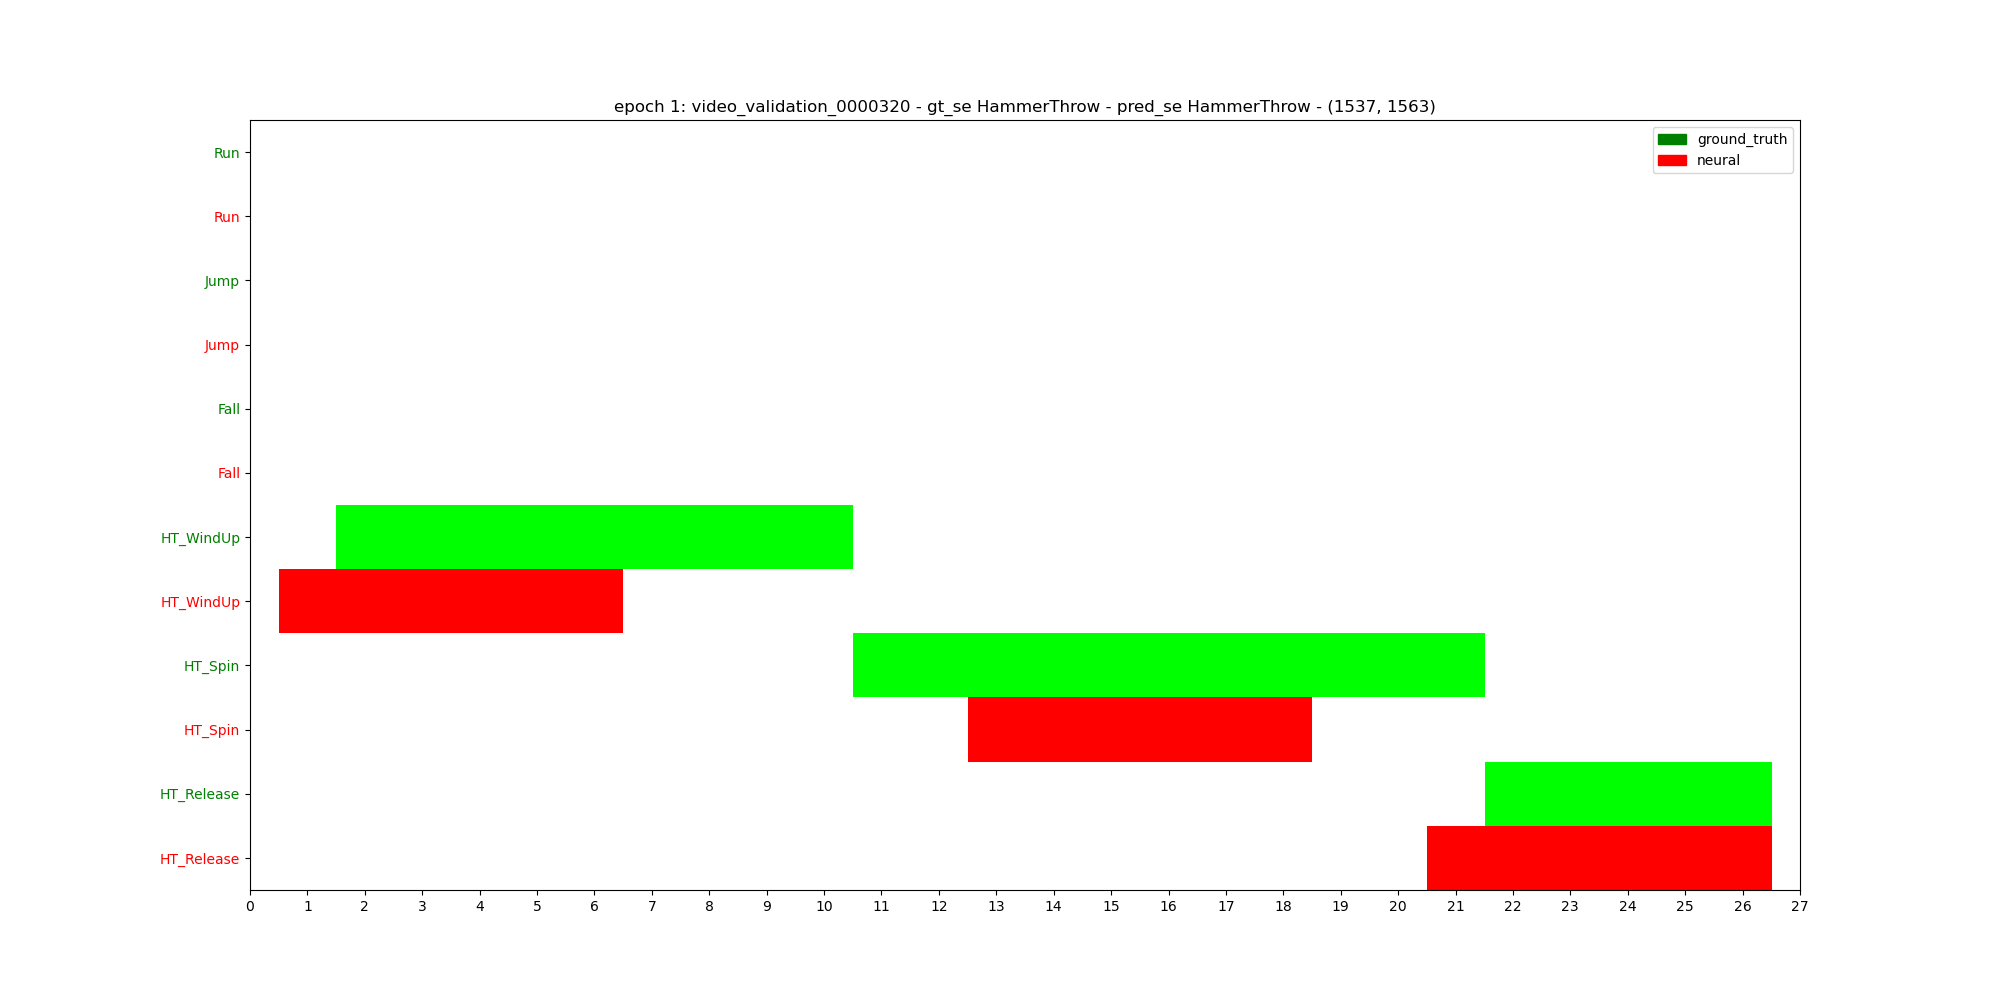 epoch 1: video_validation_0000320 - gt_se HammerThrow - pred_se HammerThrow - (1537, 1563)
ground_truth
neural
Run
Run
Jump
Jump
Fall
Fall
HT_WindUp
HT_WindUp
HT_Spin
HT_Spin
HT_Release
HT_Release
0 1 2 3 4 5 6 7 8 9 10 11 12 13 14 15 16 17 18 19 20 21 22 23 24 25 26 27